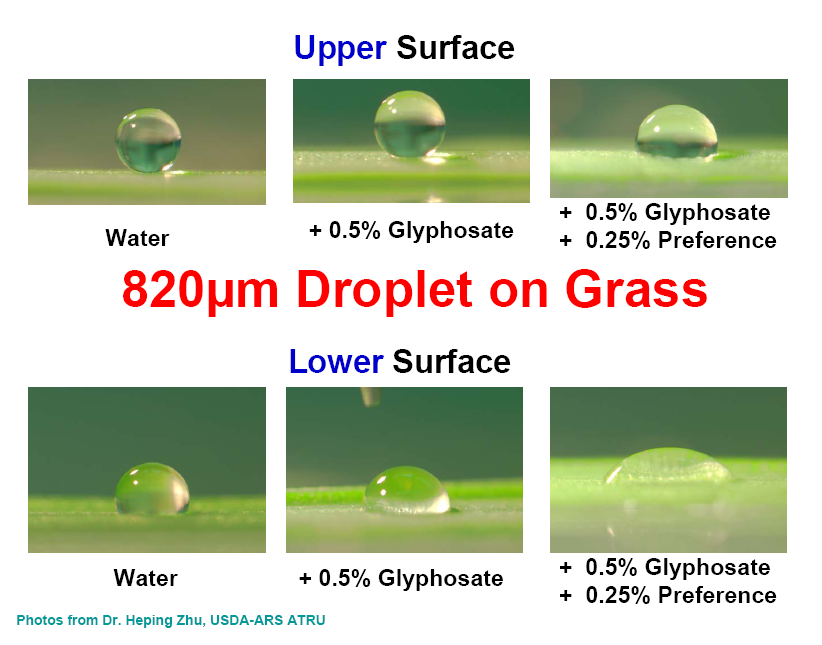 Upper Surface
Water
+ 0.5% Glyphosate
+ 0.5% Glyphosate
+ 0.25% Preference
820µm Droplet on Grass
Lower Surface
Water
+ 0.5% Glyphosate
+ 0.5% Glyphosate
+ 0.25% Preference
Photos from Dr. Heping Zhu, USDA-ARS ATRU